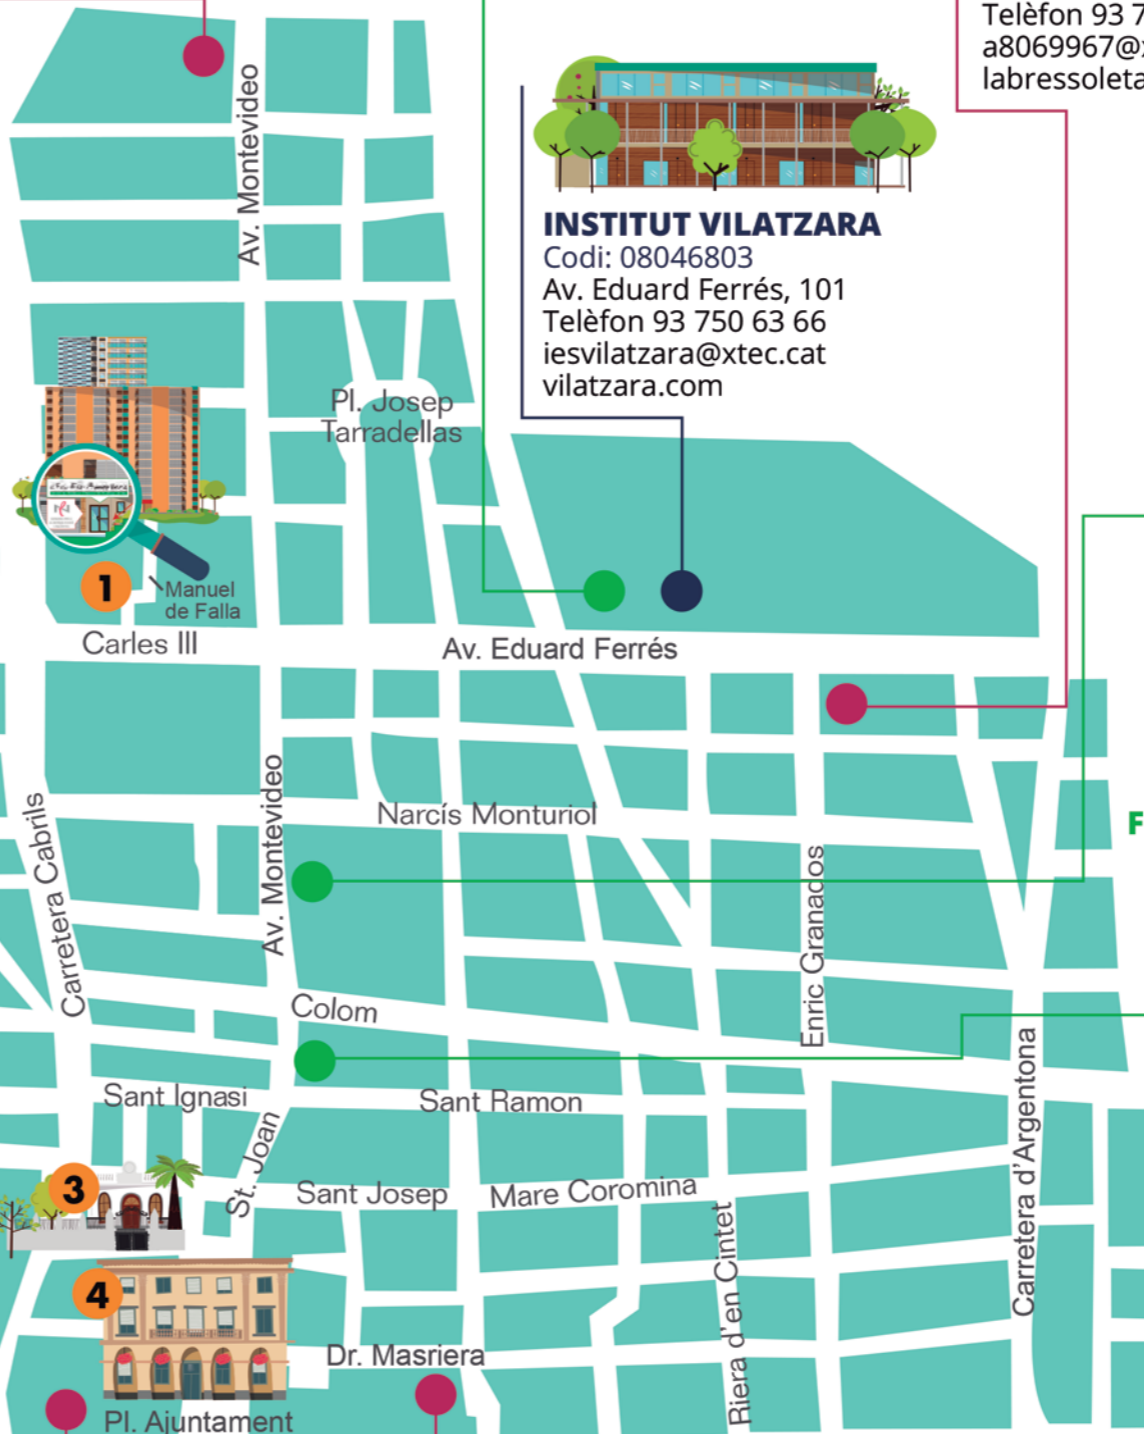 Telèfon 93 7
a8069967@x
labressoleta
Av. Montevideo
INSTITUT VILATZARA
Codi: 08046803
Av. Eduard Ferrés, 101
Telèfon 93 750 63 66
iesvilatzara@xtec.cat
vilatzara.com
Pl. Josep
Tarradellas
1
Manuel
de Falla
Carles III
Av. Eduard Ferrés
Narcís Monturiol
Av. Montevideo
Carretera Cabrils
F
Enric Granados
Colom
Sant Ignasi
Sant Ramon
St. Joan
Carretera d'Argentona
3
Sant Josep
Mare Coromina
Riera d'en Cintet
4
Dr. Masriera
Pl. Ajuntament